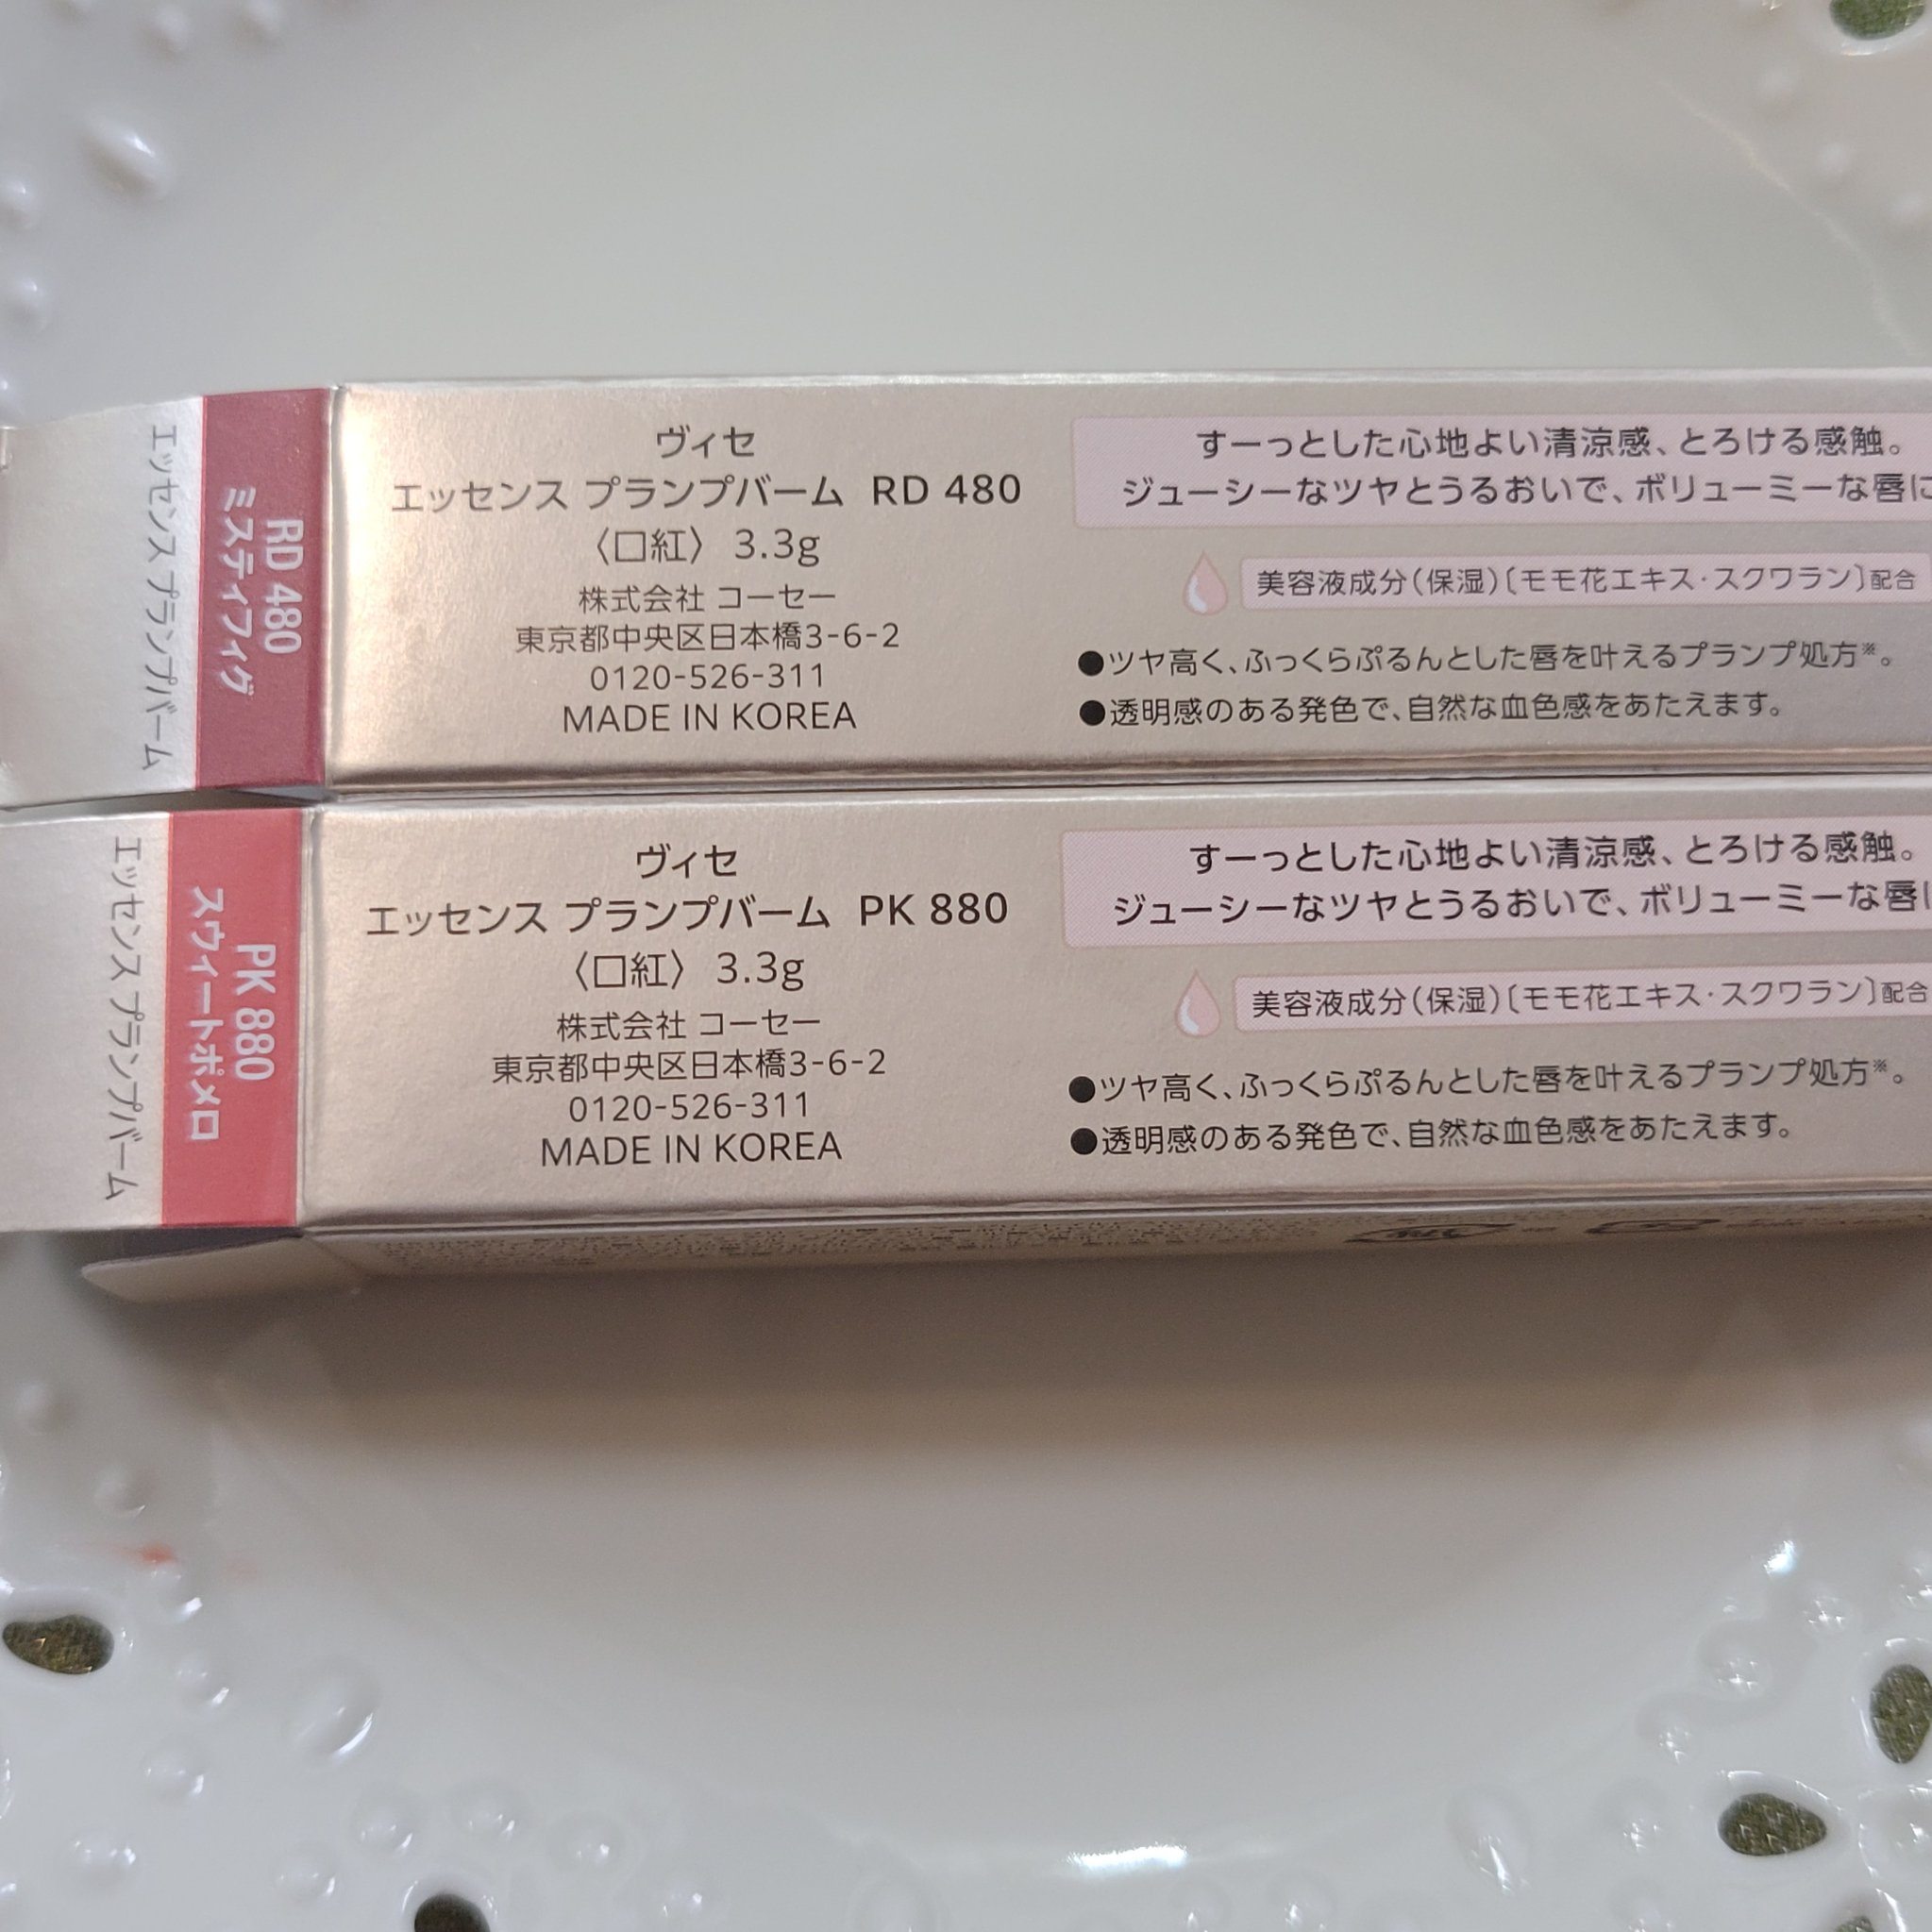 エッセンス プランプバーム
RD 480
ミスティフィグ
ヴィセ
エッセンス プランプバーム RD 480
〈口紅〉 3.3g
株式会社 コーセー
東京都中央区日本橋3-6-2
0120-526-311
MADE IN KOREA
すーっとした心地よい清涼感、とろける感触。
ジューシーなツヤとうるおいで、ボリューミーな唇に
美容液成分(保湿)〔モモ花エキス・スクワラン〕配合
●ツヤ高く、ふっくらぷるんとした唇を叶えるプランプ処方※。
●透明感のある発色で、自然な血色感をあたえます。
エッセンス プランプバーム
PK 880
スウィートポメロ
ヴィセ
エッセンス プランプバーム PK 880
〈口紅〉 3.3g
株式会社 コーセー
東京都中央区日本橋3-6-2
0120-526-311
MADE IN KOREA
すーっとした心地よい清涼感、とろける感触。
ジューシーなツヤとうるおいで、ボリューミーな唇
美容液成分(保湿)〔モモ花エキス・スクワラン〕配合
●ツヤ高く、ふっくらぷるんとした唇を叶えるプランプ処方※。
●透明感のある発色で、自然な血色感をあたえます。